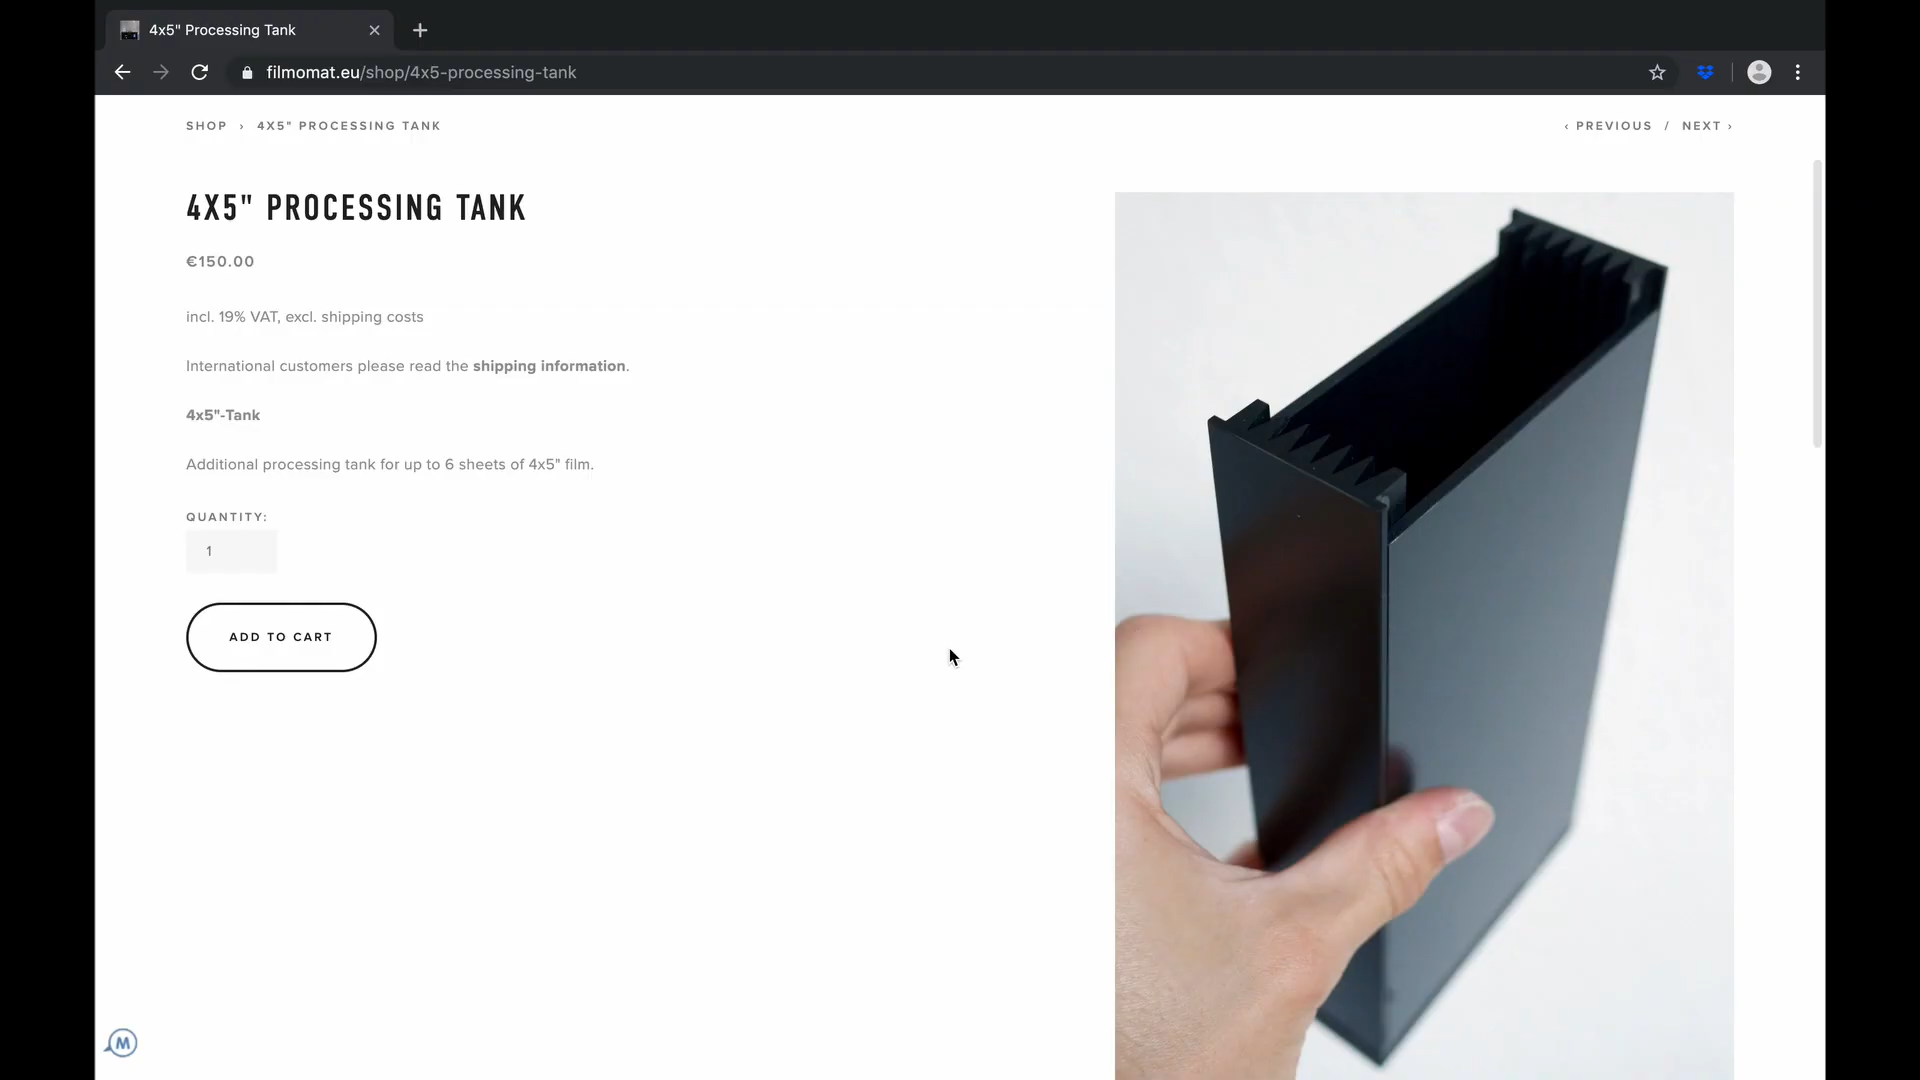 4x5" Processing Tank
filmomat.eu/shop/4x5-processing-tank
SHOP › 4X5" PROCESSING TANK
‹ PREVIOUS / NEXT ›
4X5" PROCESSING TANK
€150.00
incl. 19% VAT, excl. shipping costs
International customers please read the shipping information.
4x5"-Tank
Additional processing tank for up to 6 sheets of 4x5" film.
QUANTITY:
1
ADD TO CART
M